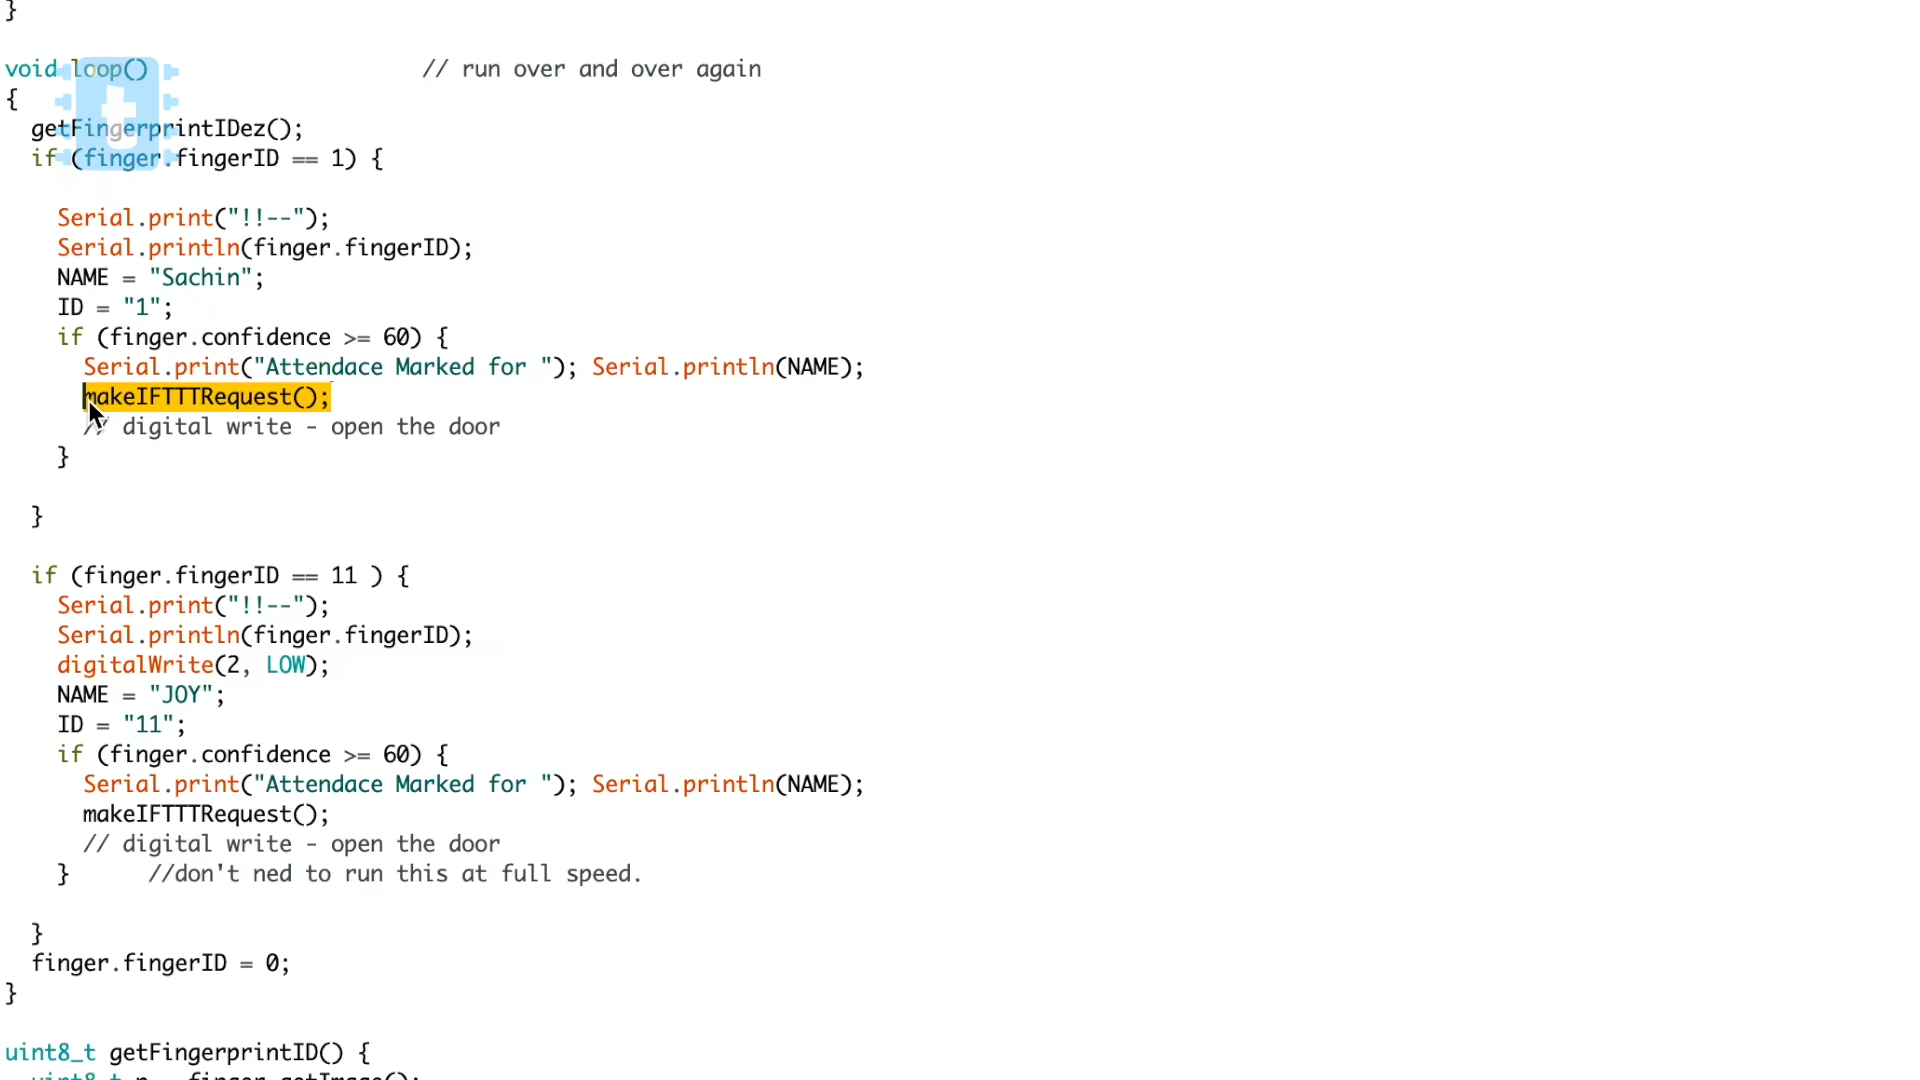 }
void loop()                     // run over and over again
{
  getFingerprintIDez();
  if (finger.fingerID == 1) {
    Serial.print("!!--");
    Serial.println(finger.fingerID);
    NAME = "Sachin";
    ID = "1";
    if (finger.confidence >= 60) {
      Serial.print("Attendace Marked for "); Serial.println(NAME);
      makeIFTTTRequest();
      // digital write - open the door
    }
  }
  if (finger.fingerID == 11 ) {
    Serial.print("!!--");
    Serial.println(finger.fingerID);
    digitalWrite(2, LOW);
    NAME = "JOY";
    ID = "11";
    if (finger.confidence >= 60) {
      Serial.print("Attendace Marked for "); Serial.println(NAME);
      makeIFTTTRequest();
      // digital write - open the door
    }      //don't ned to run this at full speed.
  }
  finger.fingerID = 0;
}
uint8_t getFingerprintID() {